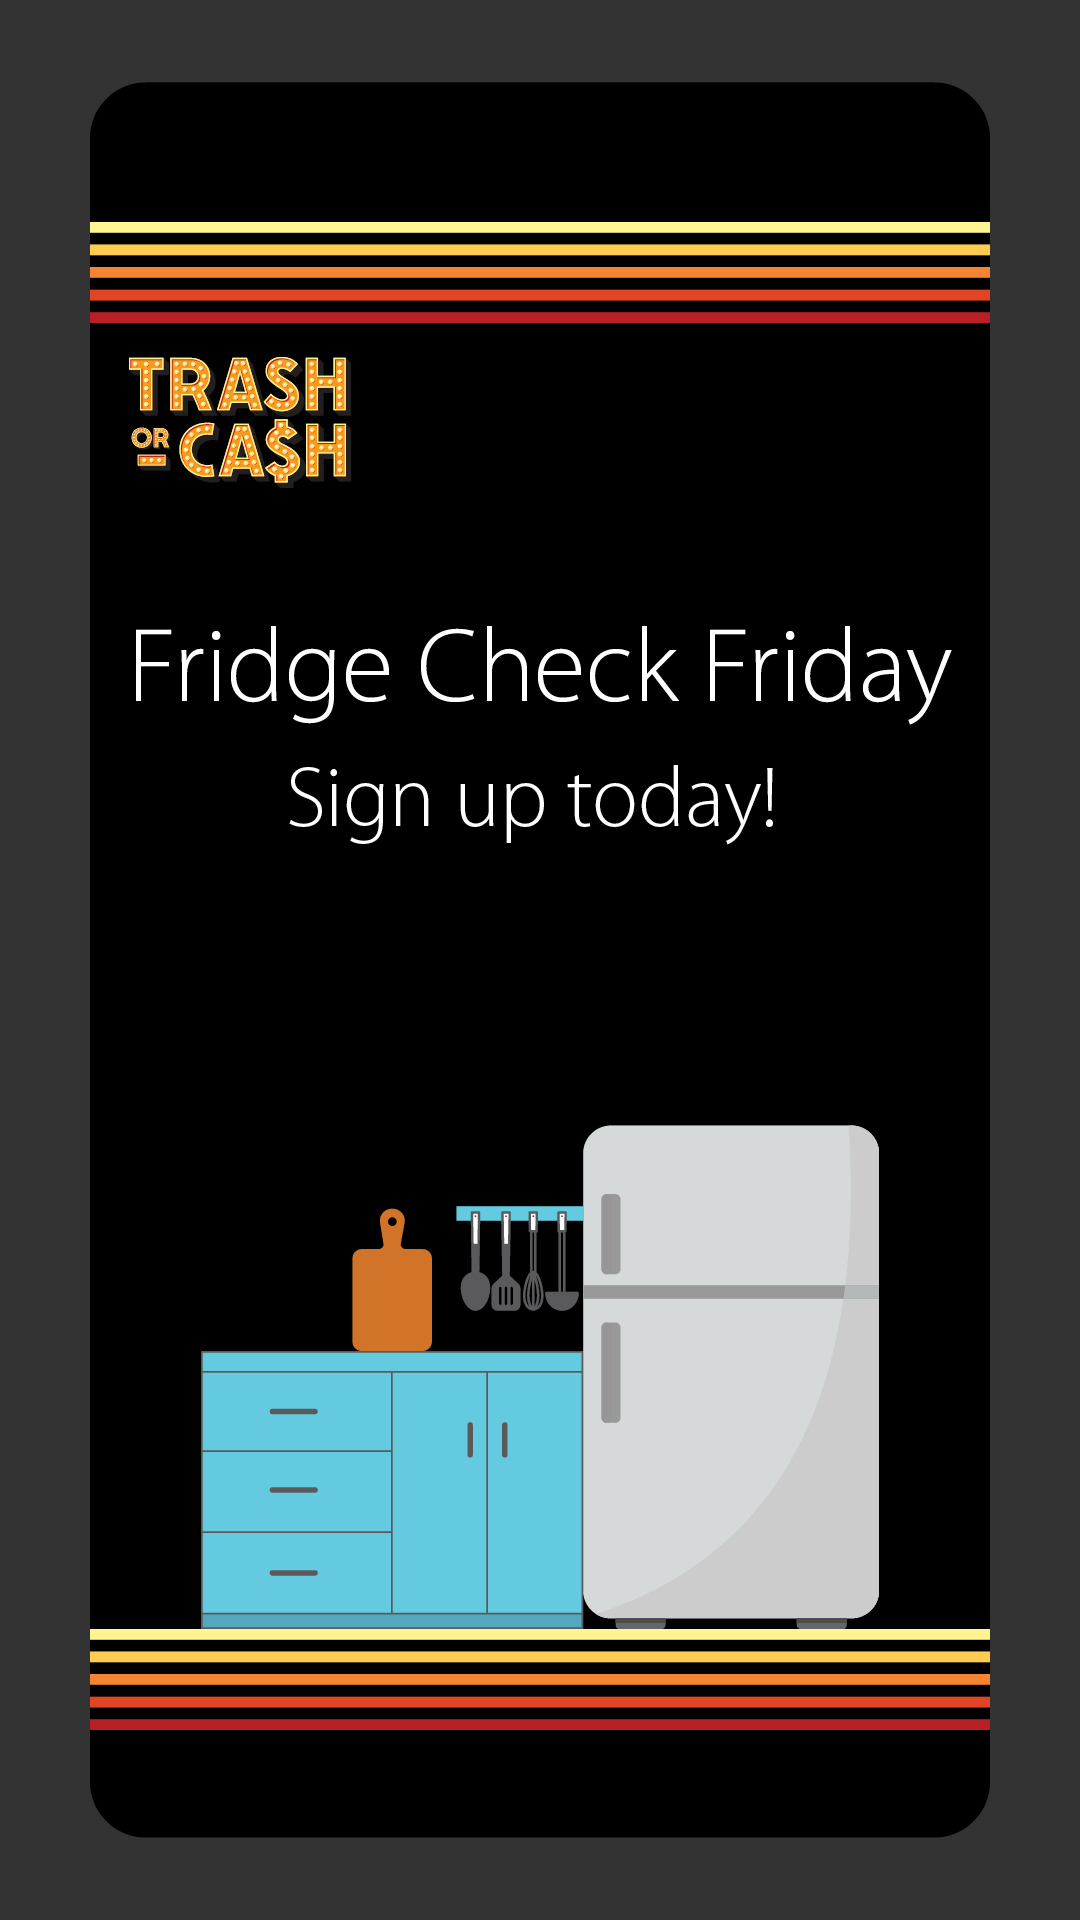 TRASH
OR CA$H
Fridge Check Friday
Sign up today!